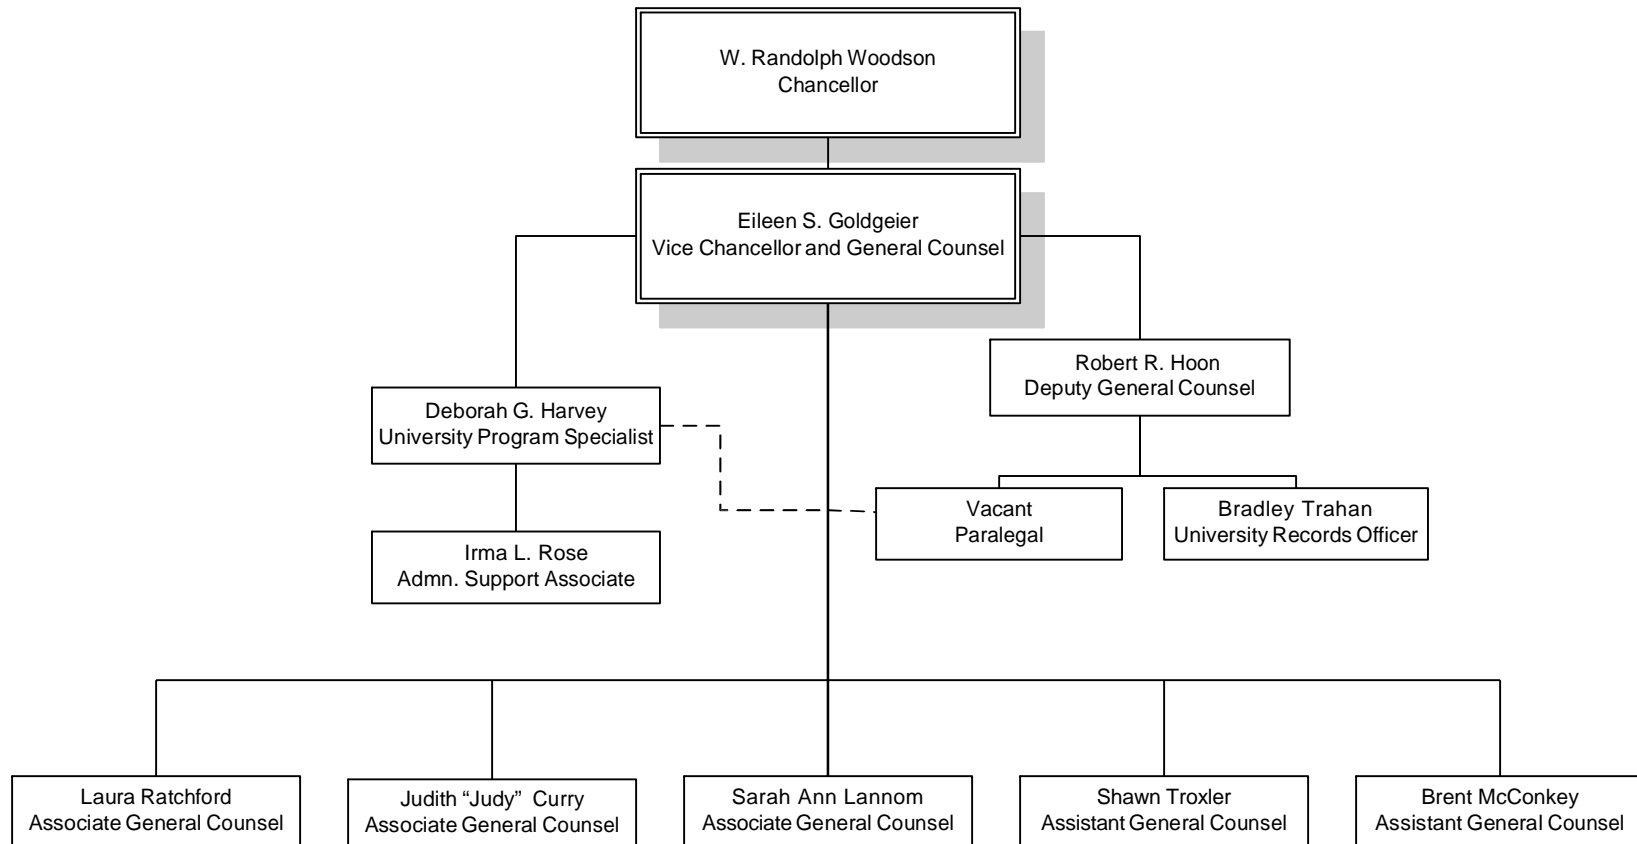 W. Randolph Woodson
Chancellor
Eileen S. Goldgeier
Vice Chancellor and General Counsel
Robert R. Hoon
Deputy General Counsel
Deborah G. Harvey
University Program Specialist
Vacant
Paralegal
Bradley Trahan
University Records Officer
Irma L. Rose
Admn. Support Associate
Laura Ratchford
Associate General Counsel
Judith “Judy” Curry
Associate General Counsel
Sarah Ann Lannom
Associate General Counsel
Shawn Troxler
Assistant General Counsel
Brent McConkey
Assistant General Counsel